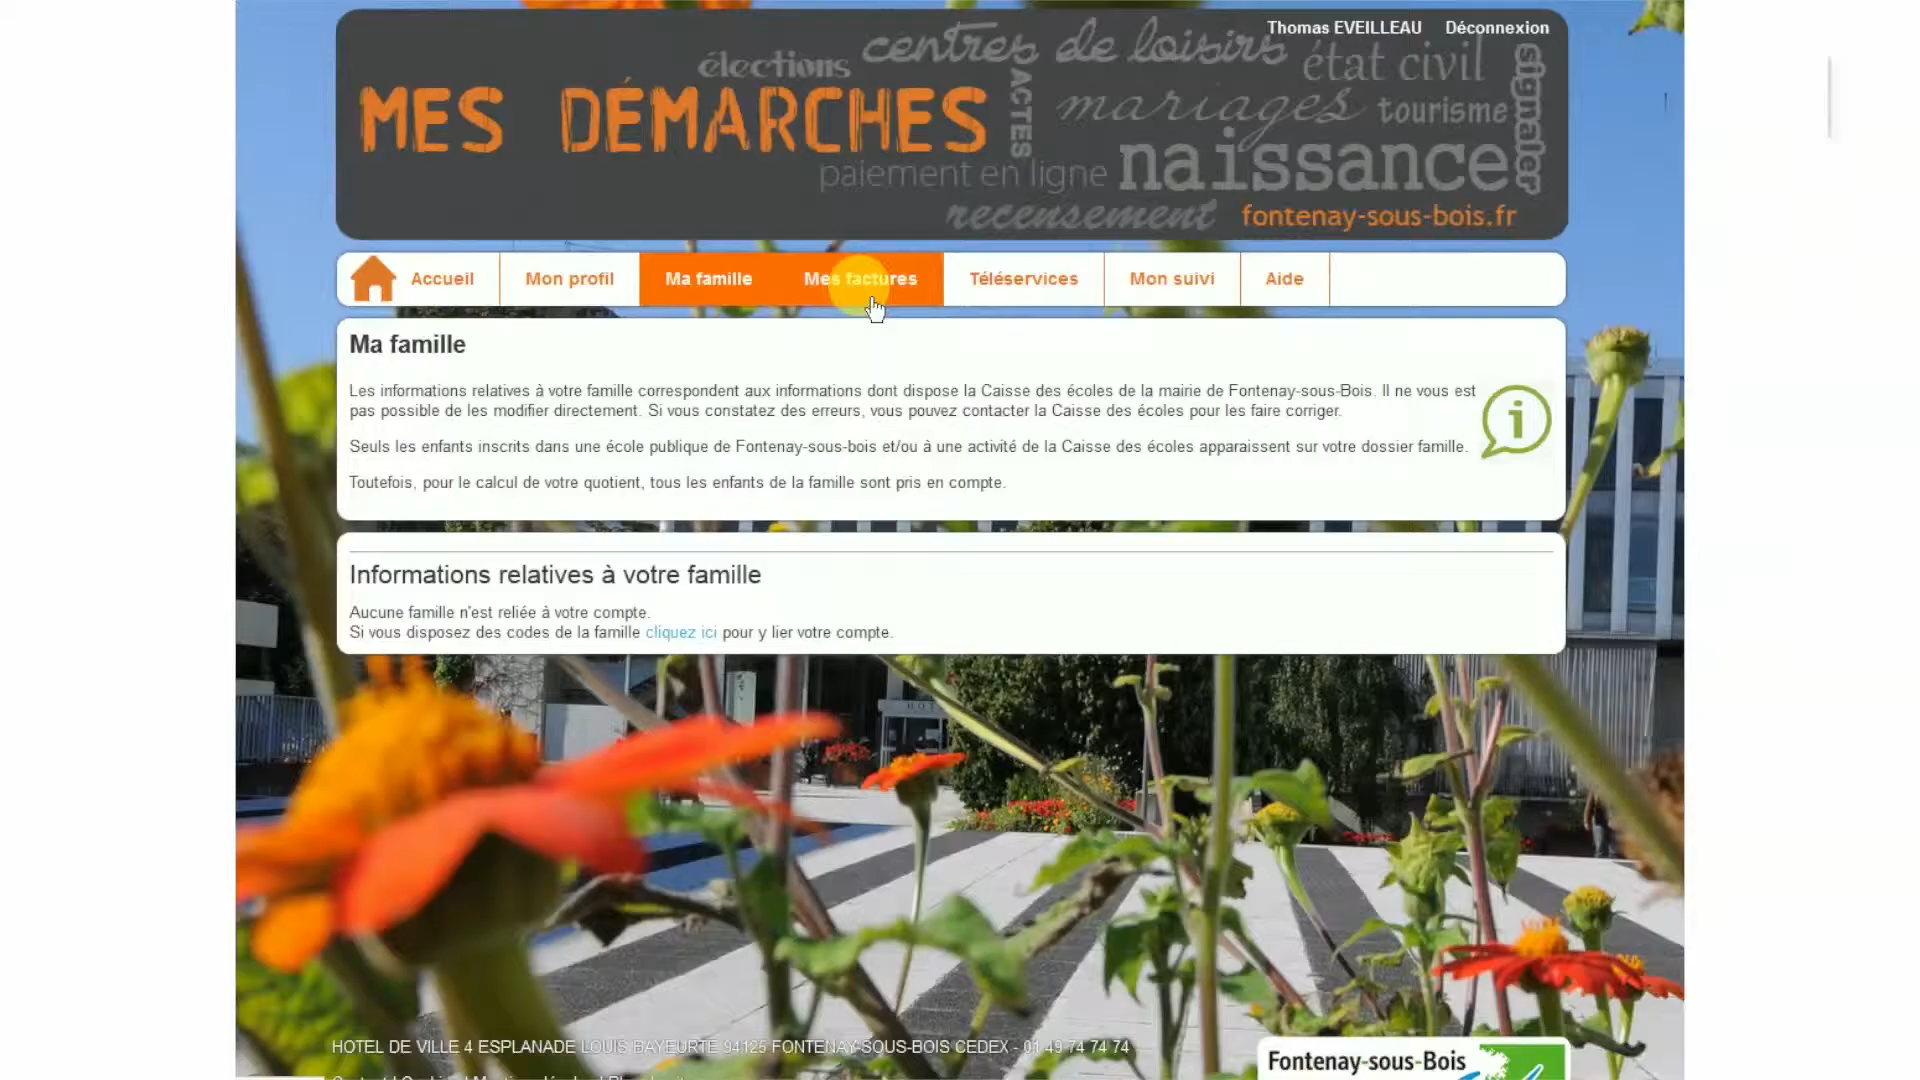 Thomas EVEILLEAU Déconnexion
élections
centres de loisirs
état civil
signaler
ACTES
MES DÉMARCHES
mariages
tourisme
paiement en ligne
naissance
recensement
fontenay-sous-bois.fr
Accueil Mon profil Ma famille Mes factures Téléservices Mon suivi Aide
Ma famille
Les informations relatives à votre famille correspondent aux informations dont dispose la Caisse des écoles de la mairie de Fontenay-sous-Bois. Il ne vous est
pas possible de les modifier directement. Si vous constatez des erreurs, vous pouvez contacter la Caisse des écoles pour les faire corriger.
Seuls les enfants inscrits dans une école publique de Fontenay-sous-bois et/ou à une activité de la Caisse des écoles apparaissent sur votre dossier famille.
Toutefois, pour le calcul de votre quotient, tous les enfants de la famille sont pris en compte.
Informations relatives à votre famille
Aucune famille n'est reliée à votre compte.
Si vous disposez des codes de la famille cliquez ici pour y lier votre compte.
HOTEL DE VILLE 4 ESPLANADE LOUIS BAYEURTE 94125 FONTENAY-SOUS-BOIS CEDEX - 01 49 74 74 74
Fontenay-sous-Bois